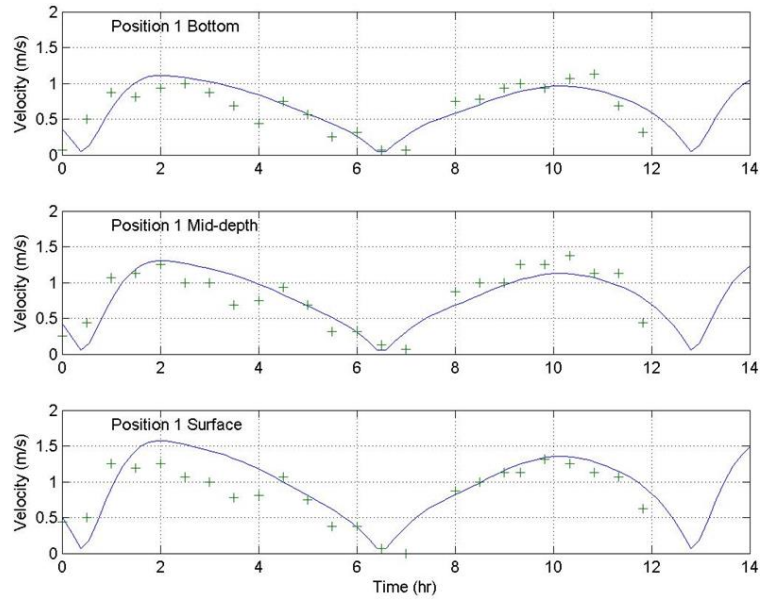 Position 1 Bottom
Velocity (m/s)
2
1.5
1
0.5
0
0 2 4 6 8 10 12 14
Position 1 Mid-depth
Velocity (m/s)
2
1.5
1
0.5
0
0 2 4 6 8 10 12 14
Position 1 Surface
Velocity (m/s)
2
1.5
1
0.5
0
0 2 4 6 8 10 12 14
Time (hr)